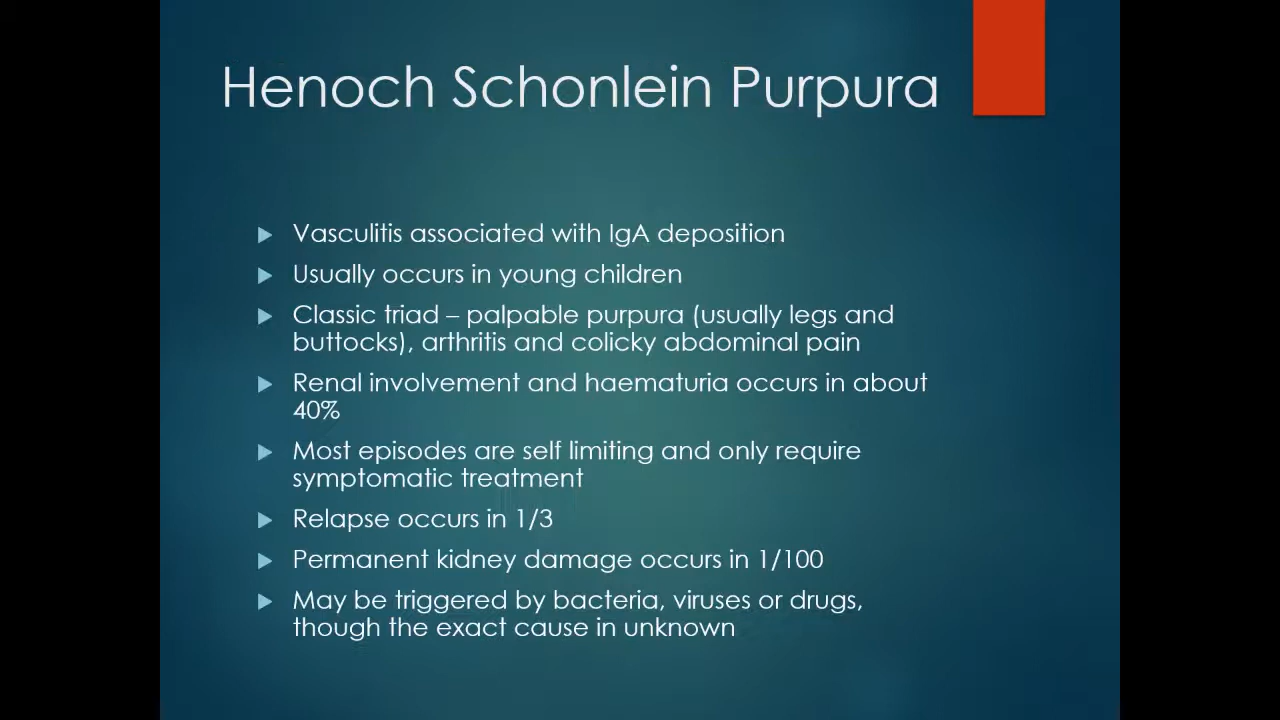 Henoch Schonlein Purpura
Vasculitis associated with IgA deposition
Usually occurs in young children
Classic triad – palpable purpura (usually legs and
buttocks), arthritis and colicky abdominal pain
Renal involvement and haematuria occurs in about
40%
Most episodes are self limiting and only require
symptomatic treatment
Relapse occurs in 1/3
Permanent kidney damage occurs in 1/100
May be triggered by bacteria, viruses or drugs,
though the exact cause in unknown